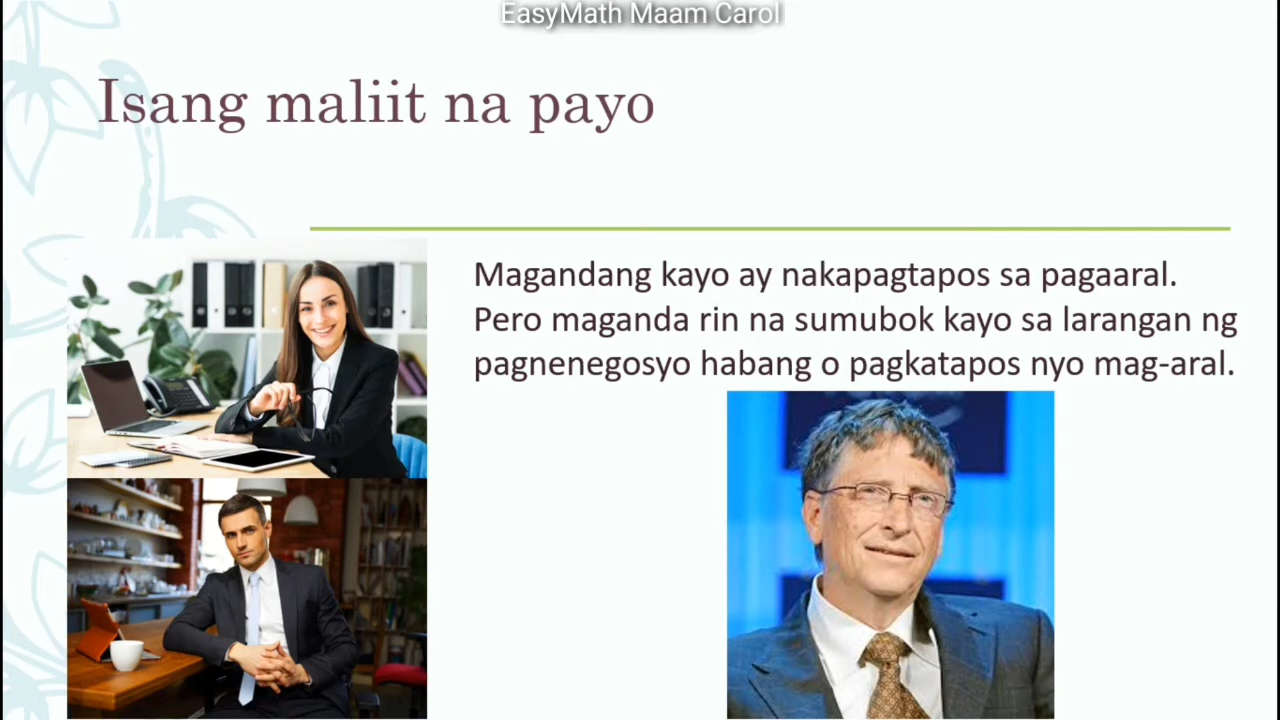 EasyMath Maam Carol
Isang maliit na payo
Magandang kayo ay nakapagtapos sa pagaaral.
Pero maganda rin na sumubok kayo sa larangan ng
pagnenegosyo habang o pagkatapos nyo mag-aral.